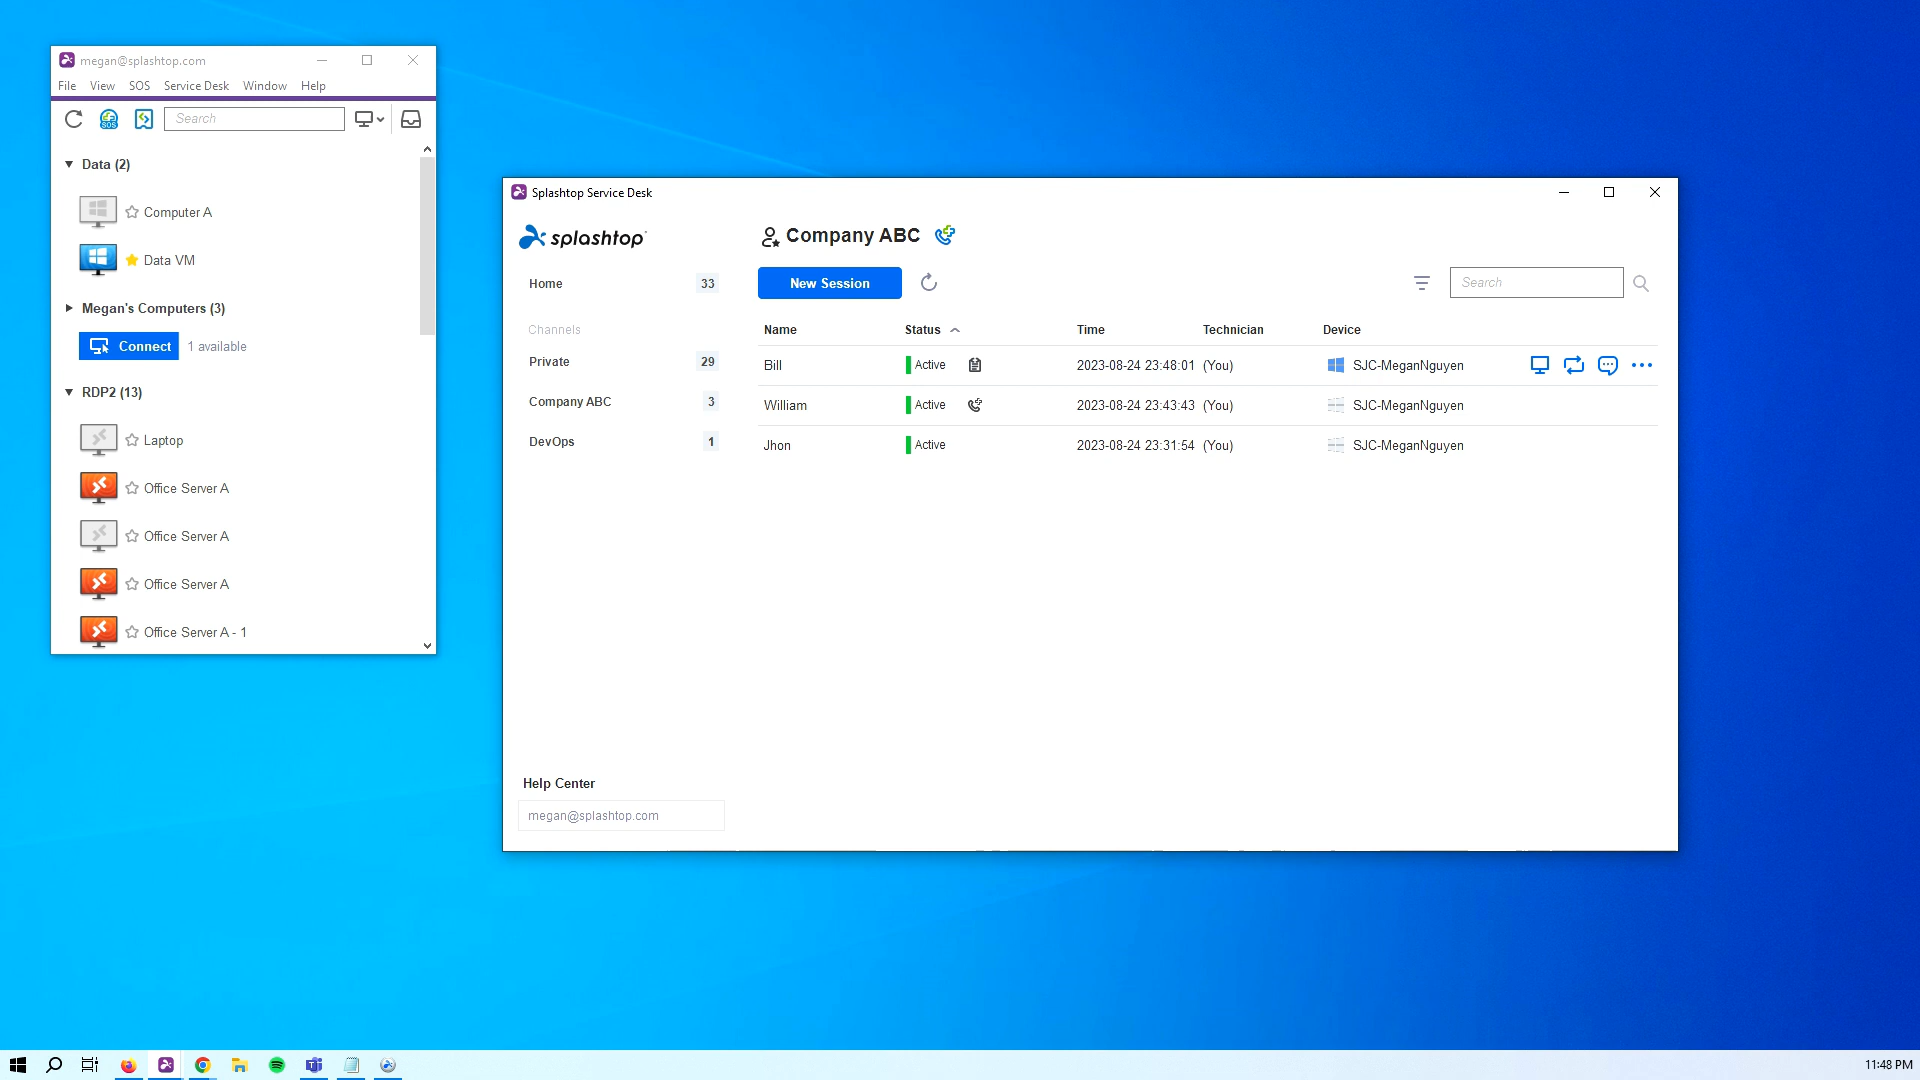 megan@splashtop.com
File View SOS Service Desk Window Help
SOS
Search
Data (2)
Computer A
Data VM
Megan's Computers (3)
Connect 1 available
RDP2 (13)
Laptop
Office Server A
Office Server A
Office Server A
Office Server A - 1
Splashtop Service Desk
splashtop
Home 33
Channels
Private 29
Company ABC 3
DevOps 1
Help Center
megan@splashtop.com
Company ABC
New Session
Search
Name Status Time Technician Device
Bill Active 2023-08-24 23:48:01 (You) SJC-MeganNguyen
William Active 2023-08-24 23:43:43 (You) SJC-MeganNguyen
Jhon Active 2023-08-24 23:31:54 (You) SJC-MeganNguyen
11:48 PM